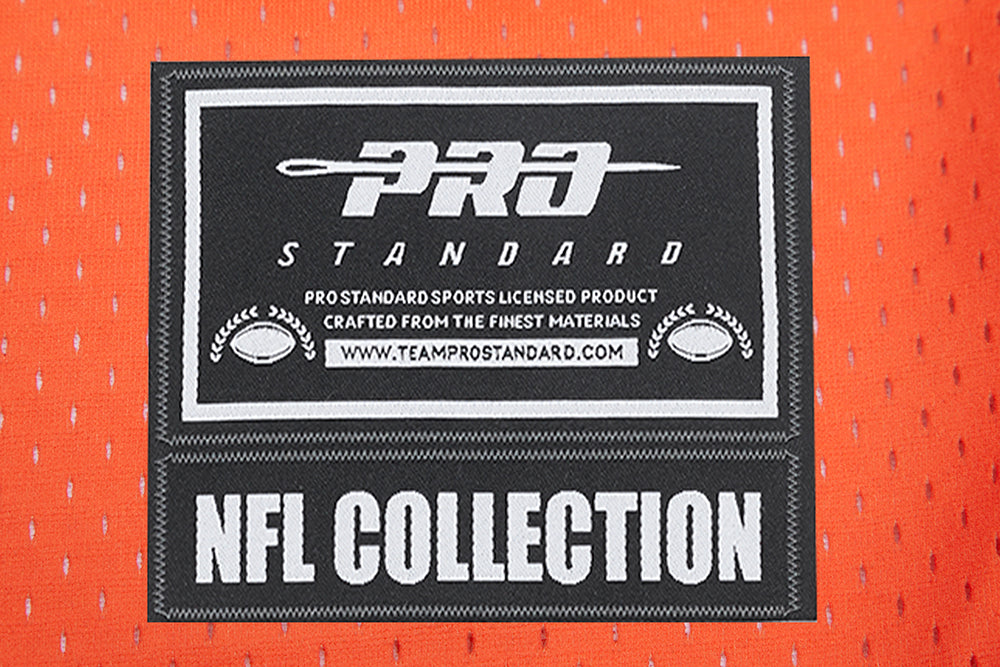 PRO
STANDARD
PRO STANDARD SPORTS LICENSED PRODUCT
CRAFTED FROM THE FINEST MATERIALS
WWW.TEAMPROSTANDARD.COM
NFL COLLECTION